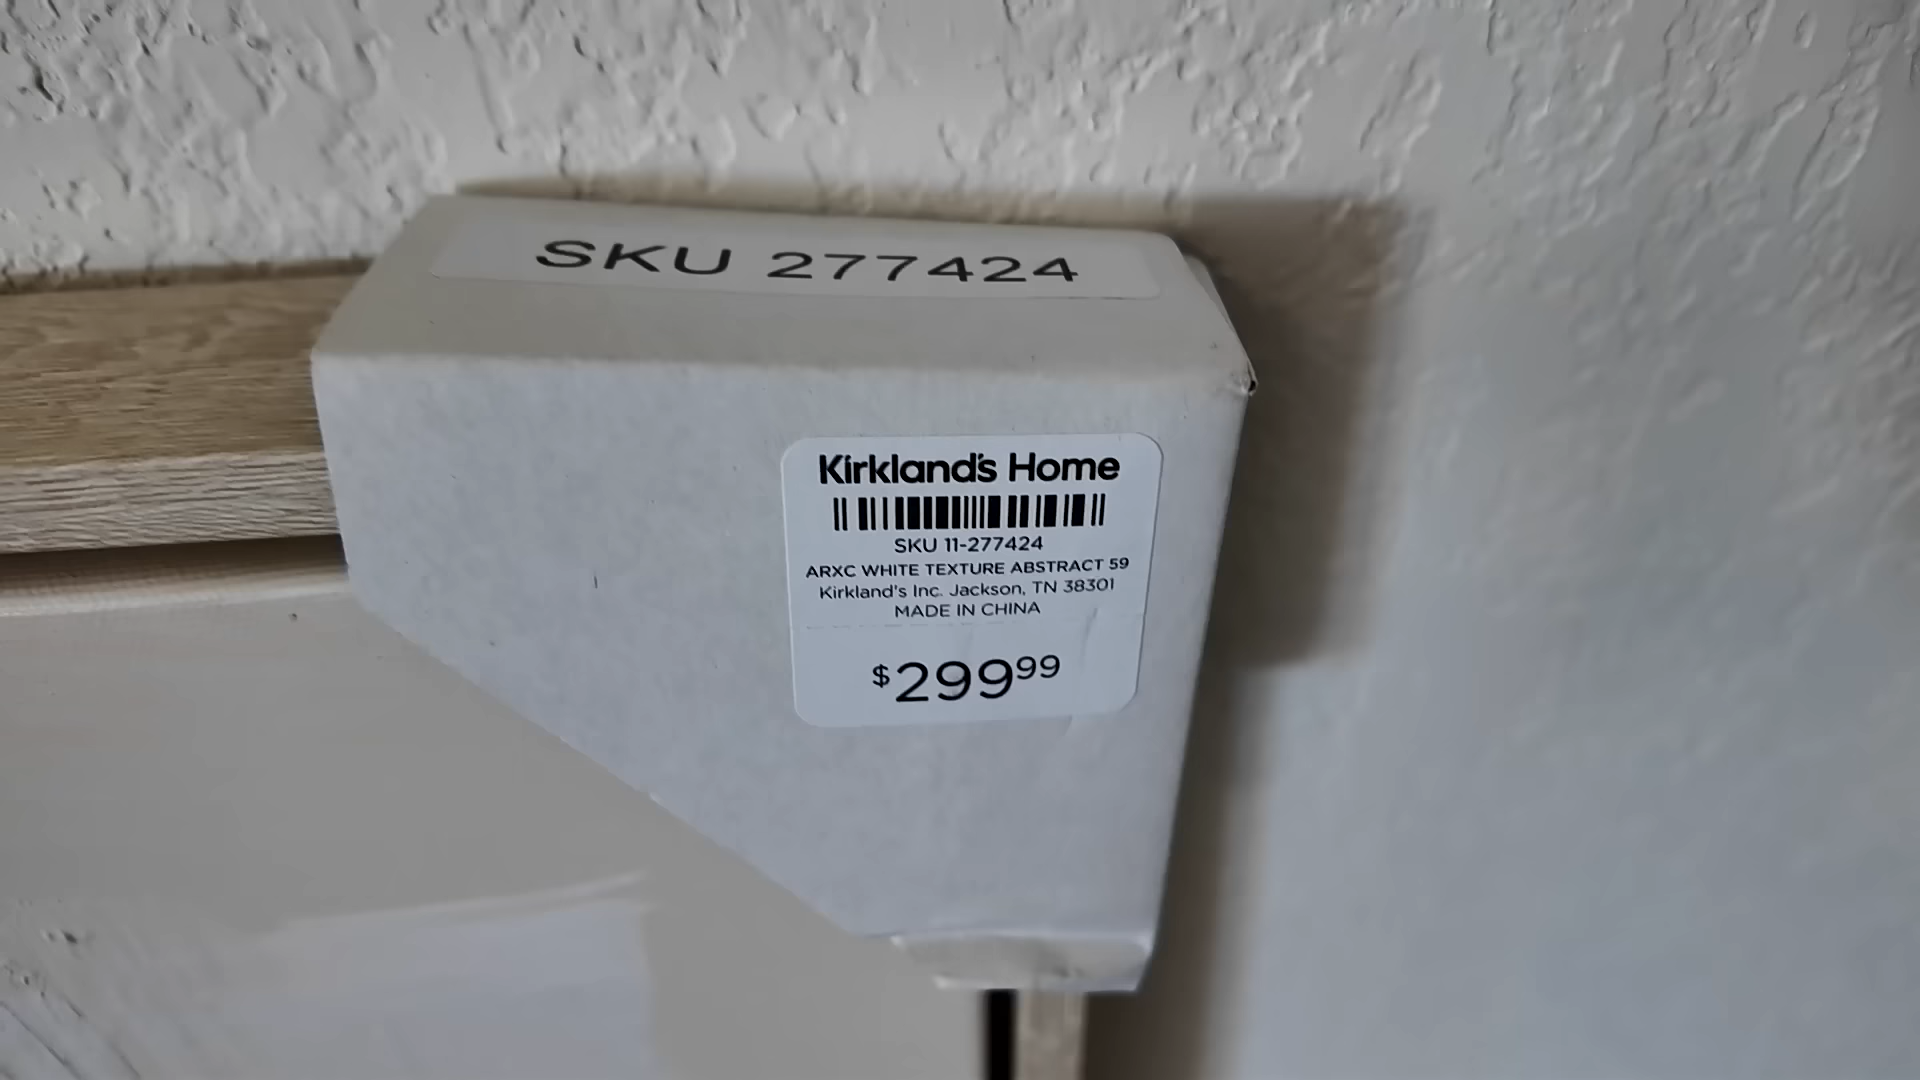 SKU 277424
Kirkland's Home
SKU 11-277424
ARXC WHITE TEXTURE ABSTRACT 59
Kirkland's Inc. Jackson, TN 38301
MADE IN CHINA
$29999